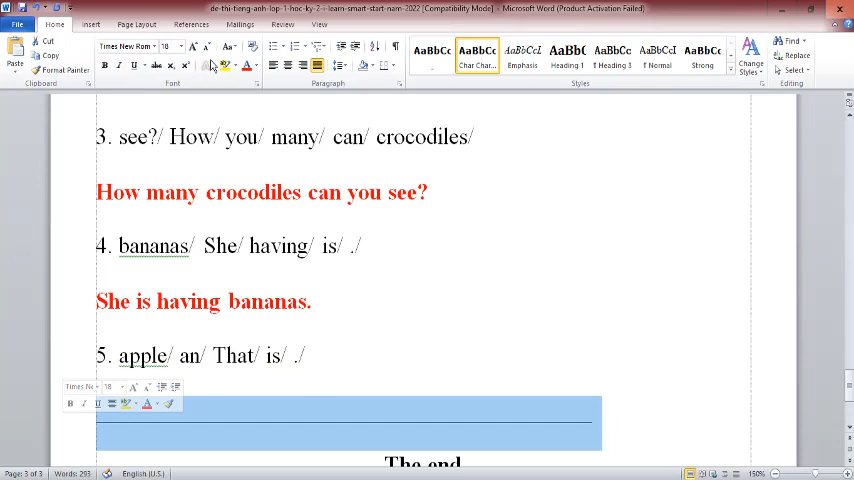 de-thi-tieng-anh-lop-1-hoc-ky-2-i-learn-smart-start-nam-2022 [Compatibility Mode] - Microsoft Word (Product Activation Failed)
File Home Insert Page Layout References Mailings Review View
Paste
Cut
Copy
Format Painter
Clipboard
Times New Rom 18
Font
Paragraph
AaBbCc AaBbCc AaBbCcL AaBbC AaBbCc AaBbCc AaBbCc
Char Char... Emphasis Heading 1 ¶ Heading 3 ¶ Normal Strong
Styles
Change Styles
Find
Replace
Select
Editing
3. see?/ How/ you/ many/ can/ crocodiles/
How many crocodiles can you see?
4. bananas/ She/ having/ is/ ./
She is having bananas.
5. apple/ an/ That/ is/ ./
Times Ne 18
The end
Page: 3 of 3 Words: 293 English (U.S.) 150%